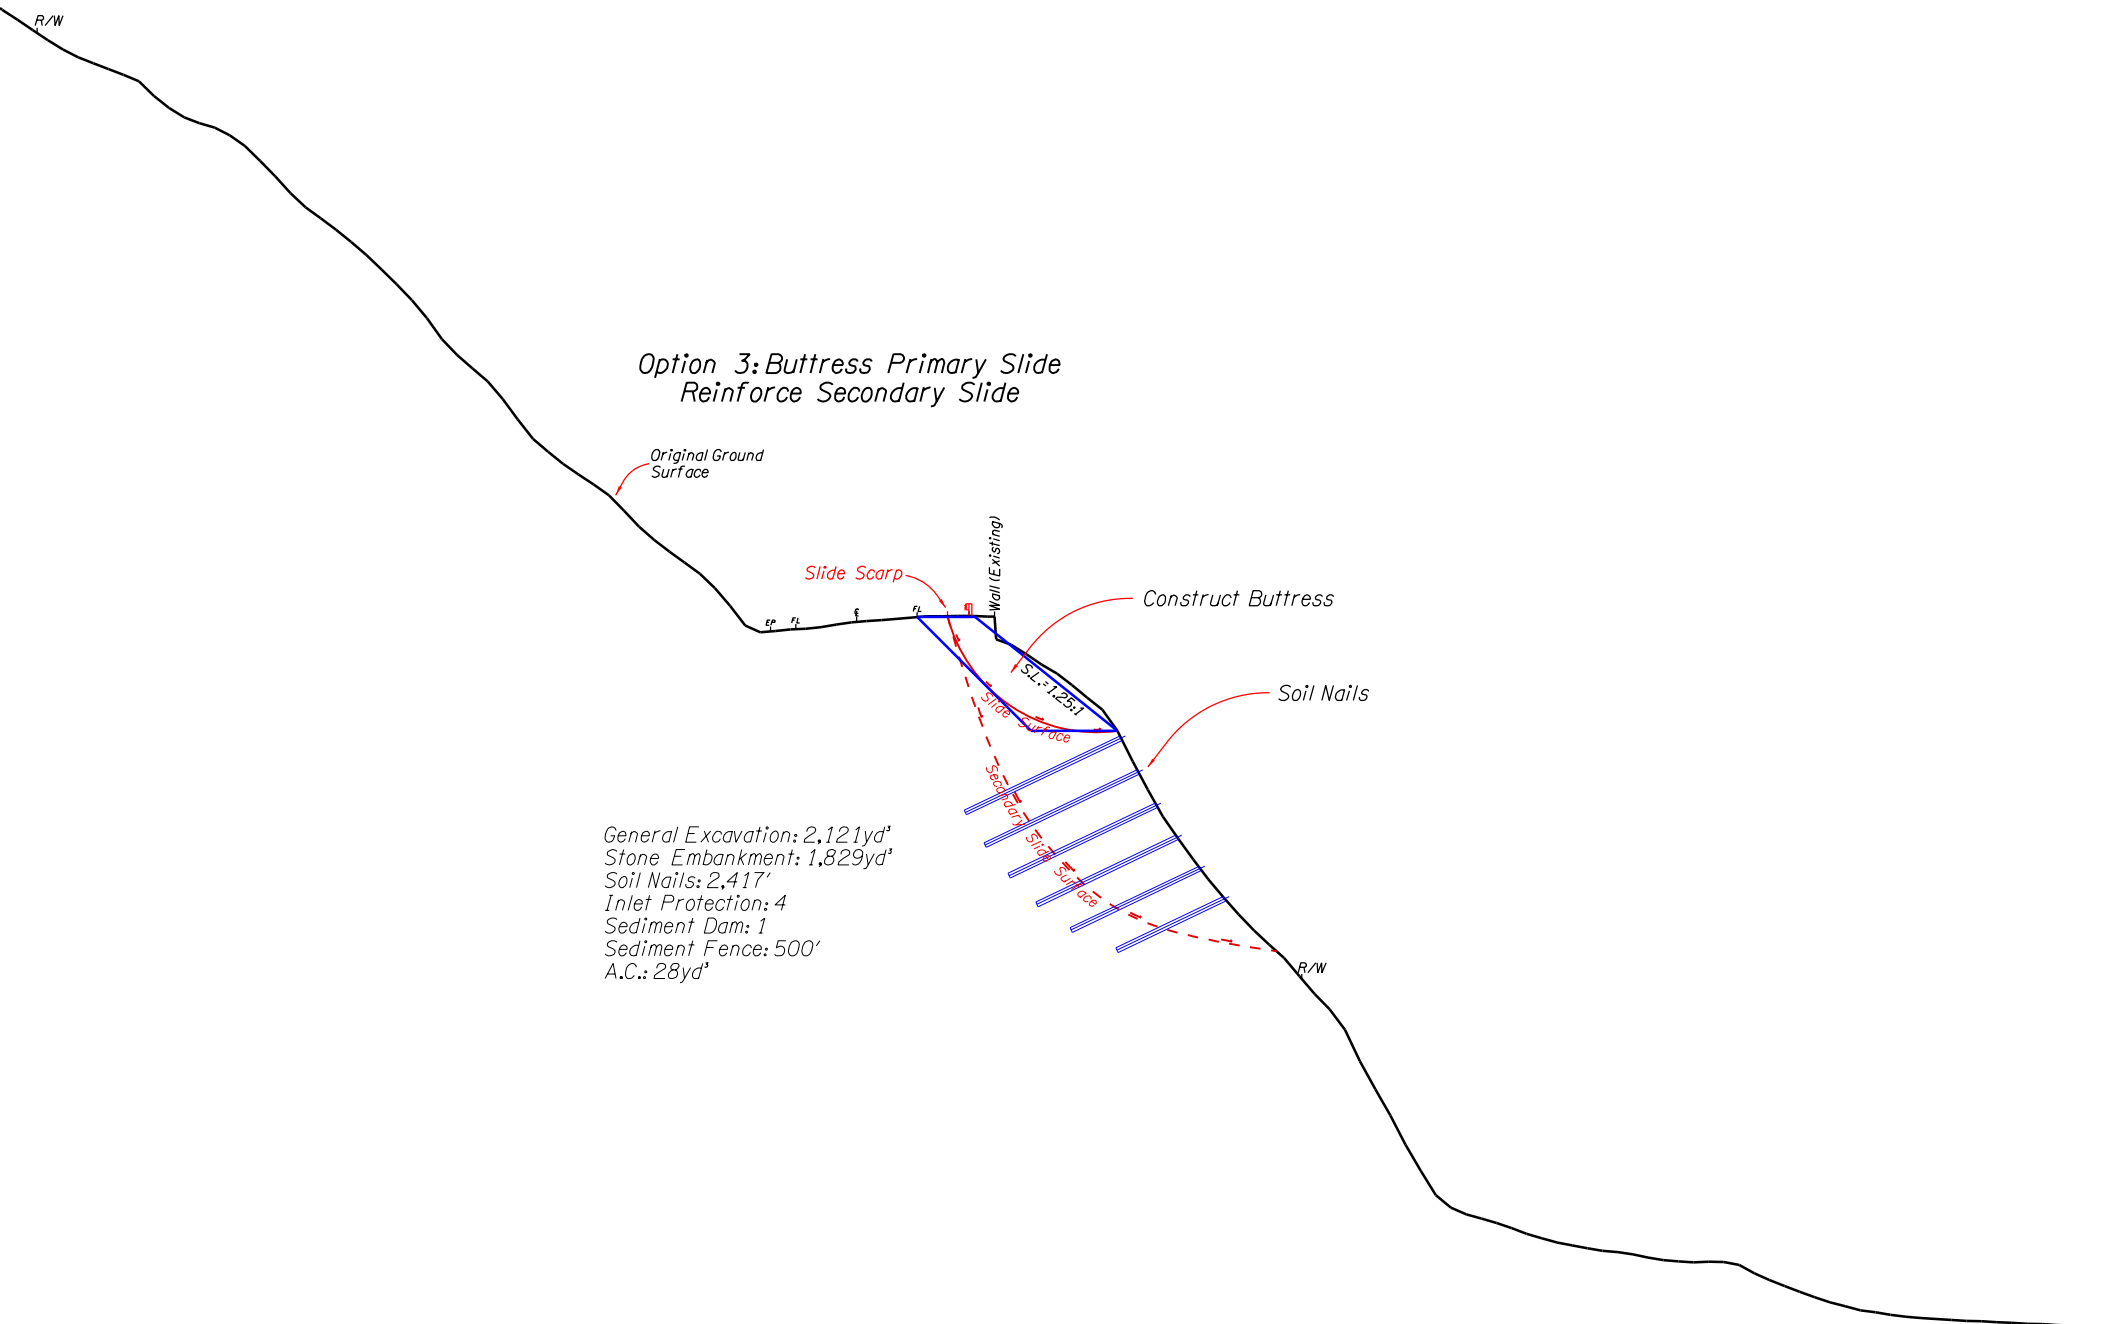 R/W
Option 3: Buttress Primary Slide
Reinforce Secondary Slide
Original Ground
Surface
Wall (Existing)
Slide Scarp
Construct Buttress
EP
FL
℄
FL
S.L.=1.25:1
Slide Surface
Soil Nails
Secondary Slide Surface
General Excavation: 2,121yd³
Stone Embankment: 1,829yd³
Soil Nails: 2,417'
Inlet Protection: 4
Sediment Dam: 1
Sediment Fence: 500'
A.C.: 28yd³
R/W